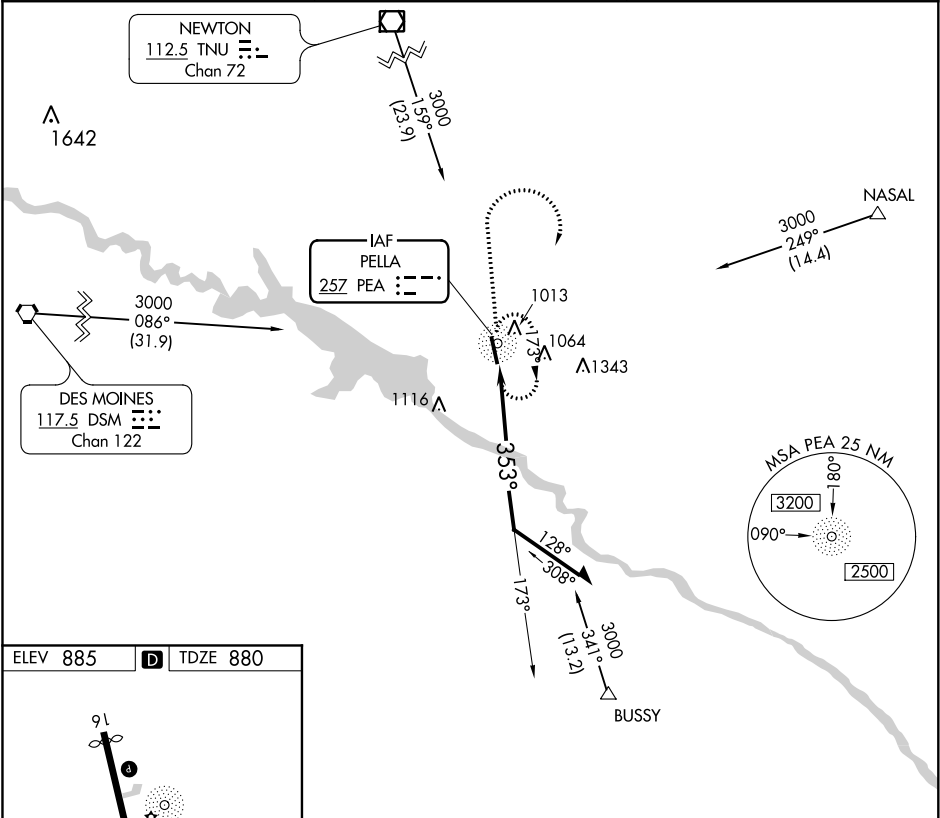 NEWTON
112.5 TNU
Chan 72
1642
3000
159°
(23.9)
NASAL
3000
249°
(14.4)
IAF
PELLA
257 PEA
1013
3000
086°
(31.9)
173°
1064
1343
DES MOINES
117.5 DSM
Chan 122
1116
353°
MSA PEA 25 NM
180°
3200
090°
2500
128°
308°
173°
3000
341°
(13.2)
BUSSY
ELEV 885 D TDZE 880
16
P